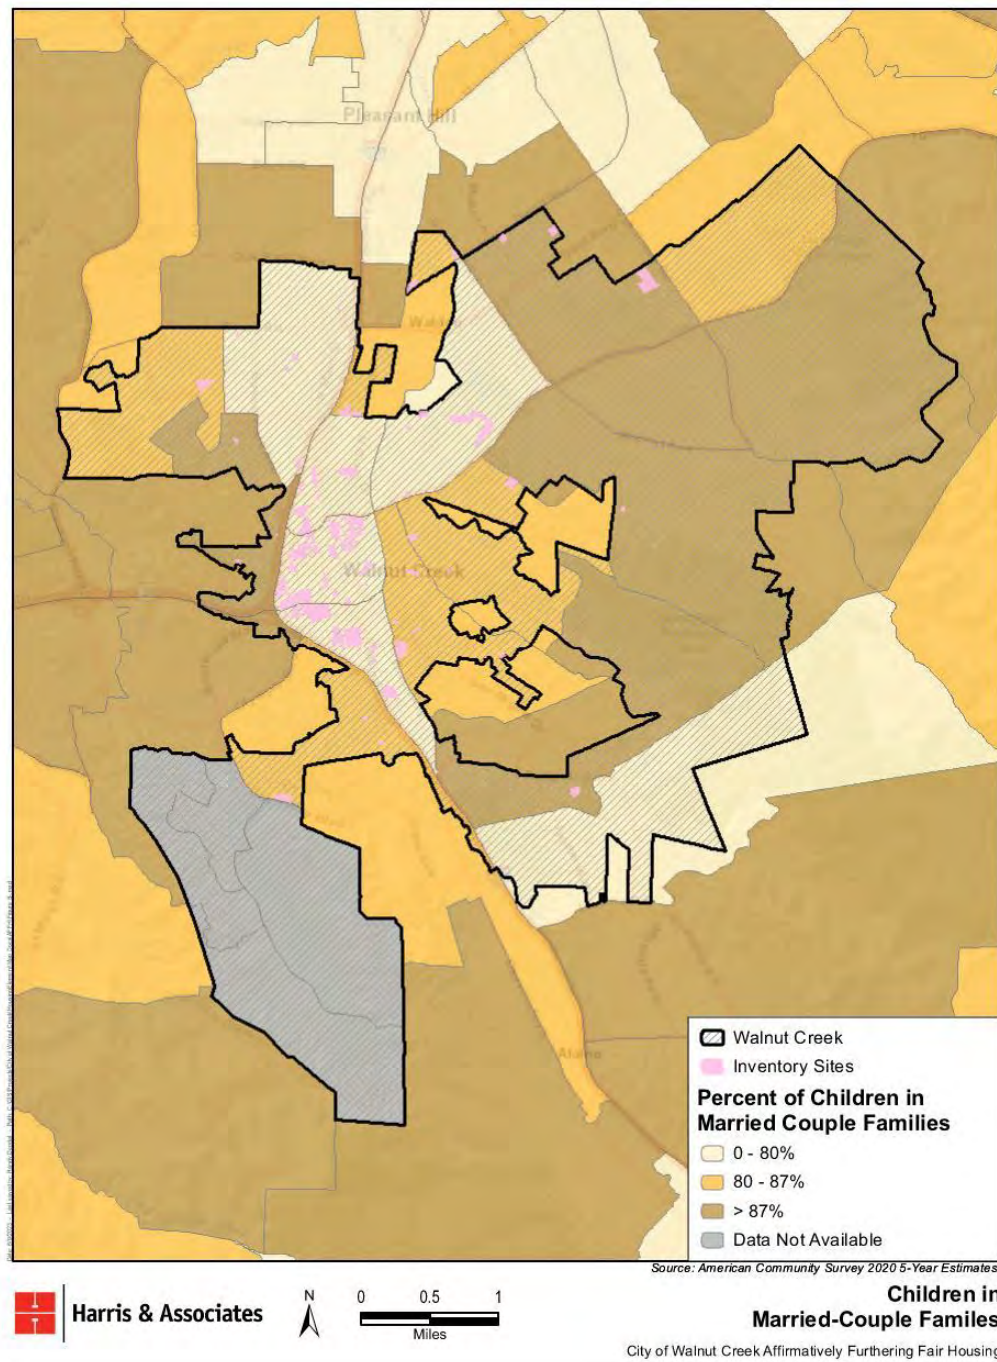 Pleasant Hill
Walnut Creek
Alamo
Walnut Creek
Inventory Sites
Percent of Children in
Married Couple Families
0 - 80%
80 - 87%
> 87%
Data Not Available
Source: American Community Survey 2020 5-Year Estimates
Harris & Associates
N
0 0.5 1
Miles
Children in
Married-Couple Familes
City of Walnut Creek Affirmatively Furthering Fair Housing